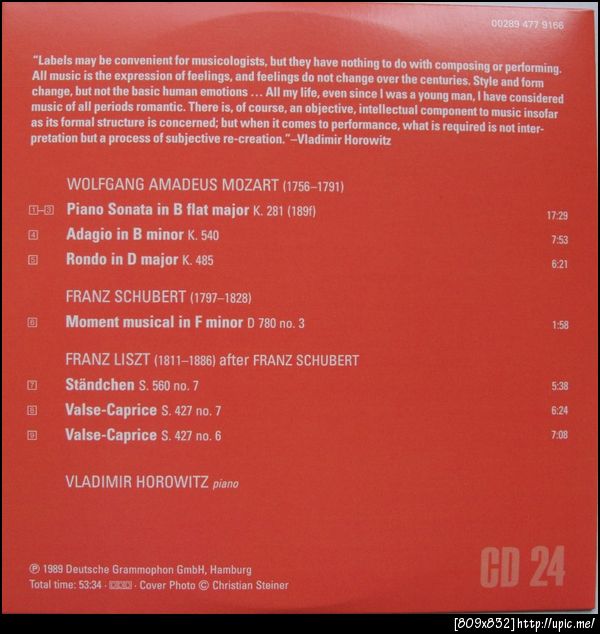 00289 477 9166
“Labels may be convenient for musicologists, but they have nothing to do with composing or performing.
All music is the expression of feelings, and feelings do not change over the centuries. Style and form
change, but not the basic human emotions … All my life, even since I was a young man, I have considered
music of all periods romantic. There is, of course, an objective, intellectual component to music insofar
as its formal structure is concerned; but when it comes to performance, what is required is not inter-
pretation but a process of subjective re-creation.”–Vladimir Horowitz
WOLFGANG AMADEUS MOZART (1756–1791)
1–3 Piano Sonata in B flat major K. 281 (189f) 17:29
4 Adagio in B minor K. 540 7:53
5 Rondo in D major K. 485 6:21
FRANZ SCHUBERT (1797–1828)
6 Moment musical in F minor D 780 no. 3 1:58
FRANZ LISZT (1811–1886) after FRANZ SCHUBERT
7 Ständchen S. 560 no. 7 5:38
8 Valse-Caprice S. 427 no. 7 6:24
9 Valse-Caprice S. 427 no. 6 7:08
VLADIMIR HOROWITZ piano
℗ 1989 Deutsche Grammophon GmbH, Hamburg
Total time: 53:34 · DDD · Cover Photo © Christian Steiner
CD 24
[809x832]http://upic.me/